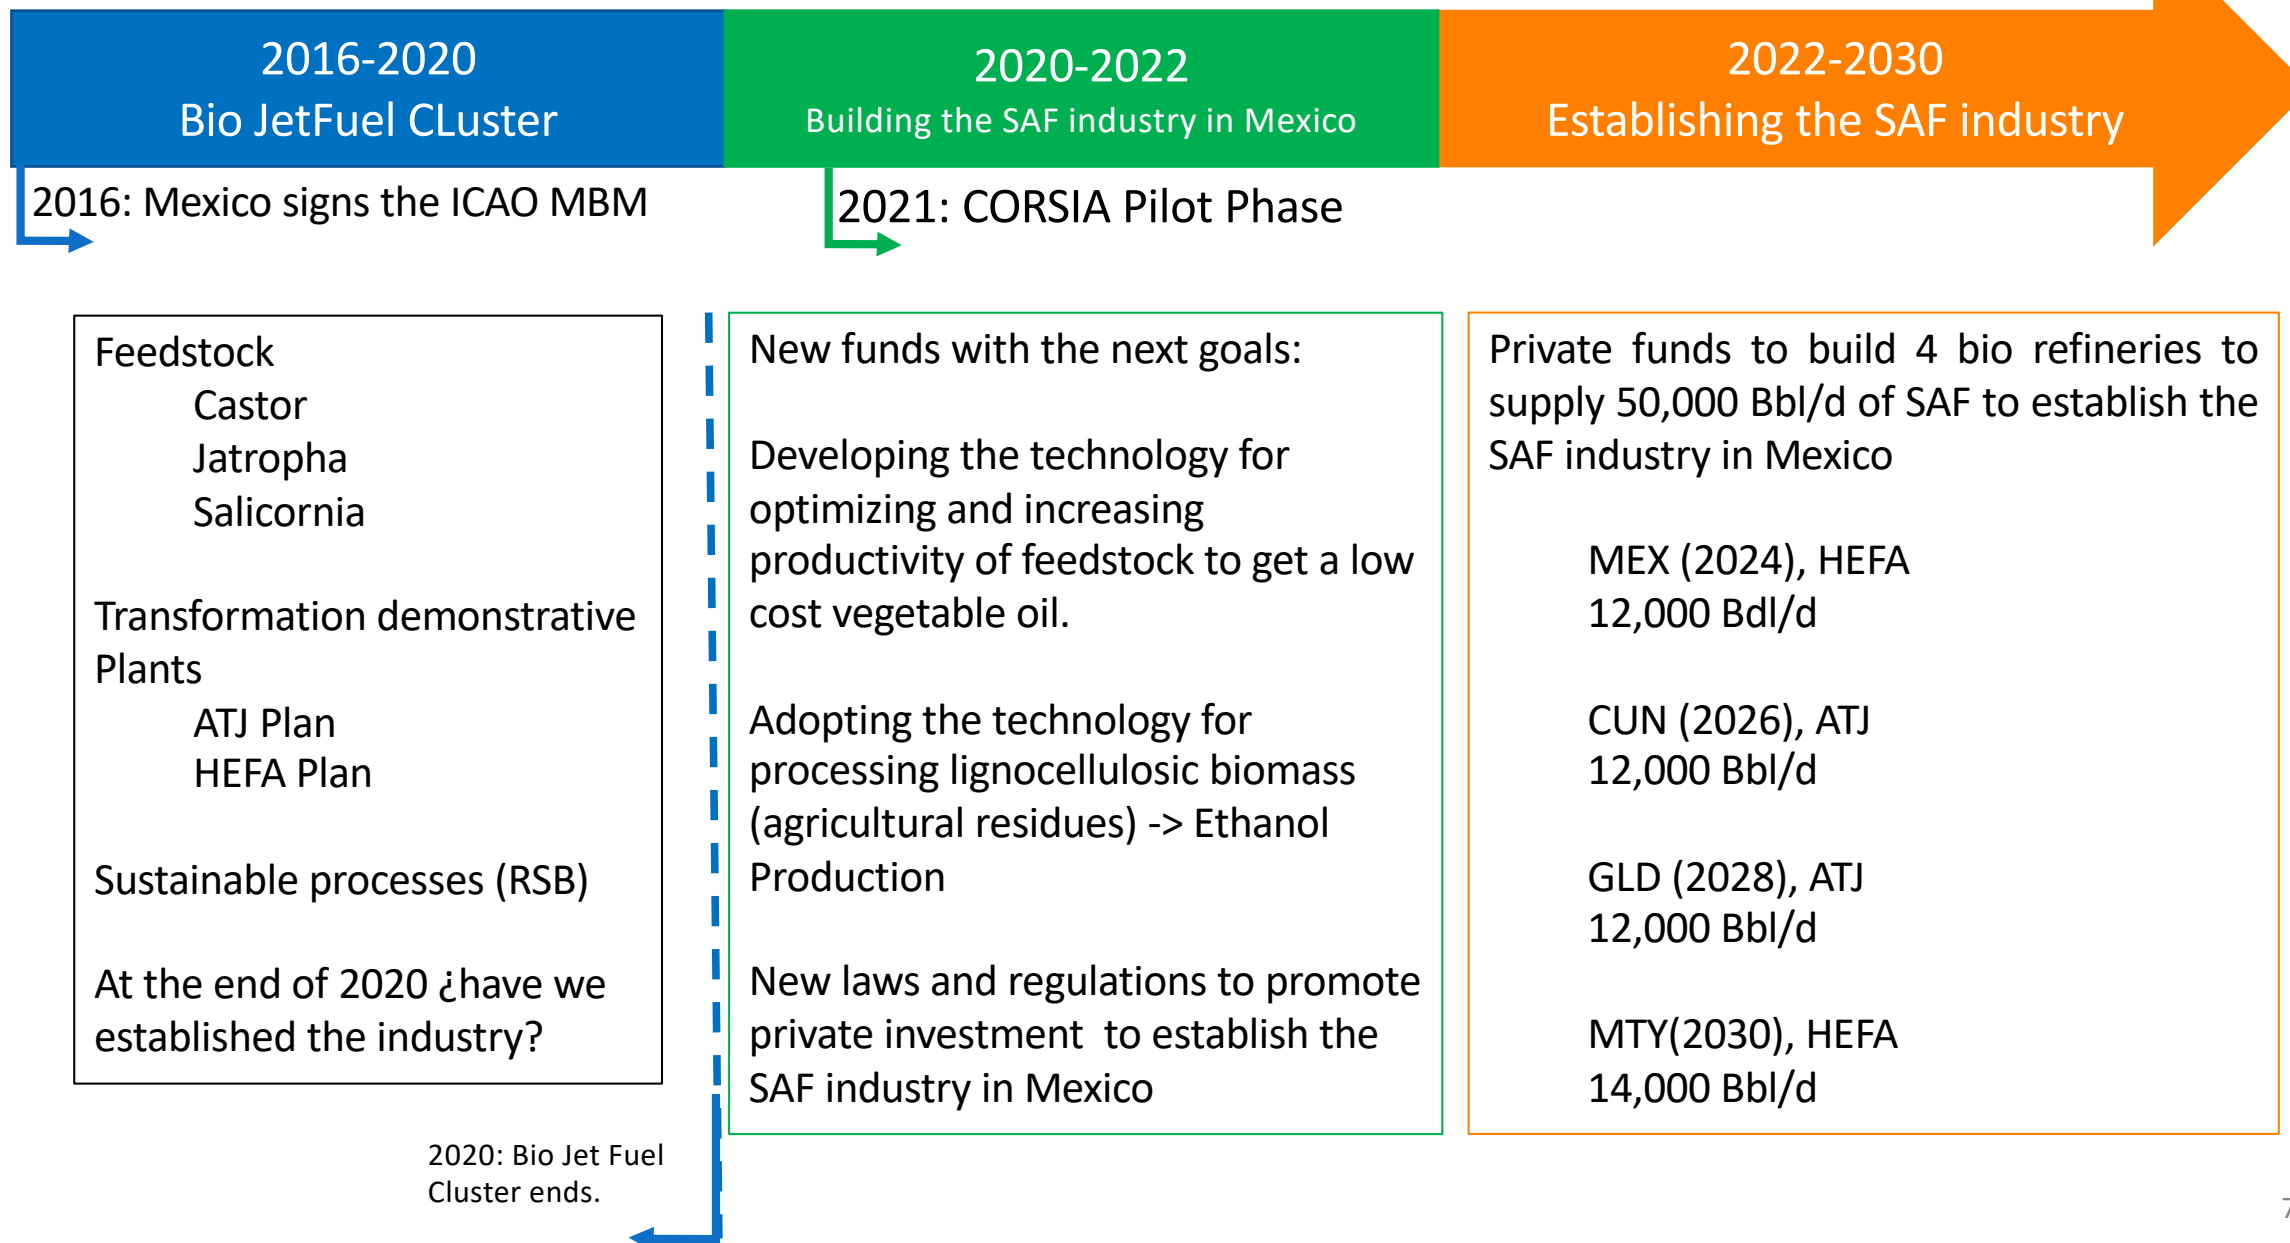 2016-2020
Bio JetFuel CLuster
2020-2022
Building the SAF industry in Mexico
2022-2030
Establishing the SAF industry
2016: Mexico signs the ICAO MBM
2021: CORSIA Pilot Phase
Feedstock
Castor
Jatropha
Salicornia
Transformation demonstrative
Plants
ATJ Plan
HEFA Plan
Sustainable processes (RSB)
At the end of 2020 ¿have we
established the industry?
2020: Bio Jet Fuel
Cluster ends.
New funds with the next goals:
Developing the technology for
optimizing and increasing
productivity of feedstock to get a low
cost vegetable oil.
Adopting the technology for
processing lignocellulosic biomass
(agricultural residues) -> Ethanol
Production
New laws and regulations to promote
private investment  to establish the
SAF industry in Mexico
Private funds to build 4 bio refineries to
supply 50,000 Bbl/d of SAF to establish the
SAF industry in Mexico
MEX (2024), HEFA
12,000 Bdl/d
CUN (2026), ATJ
12,000 Bbl/d
GLD (2028), ATJ
12,000 Bbl/d
MTY(2030), HEFA
14,000 Bbl/d
7